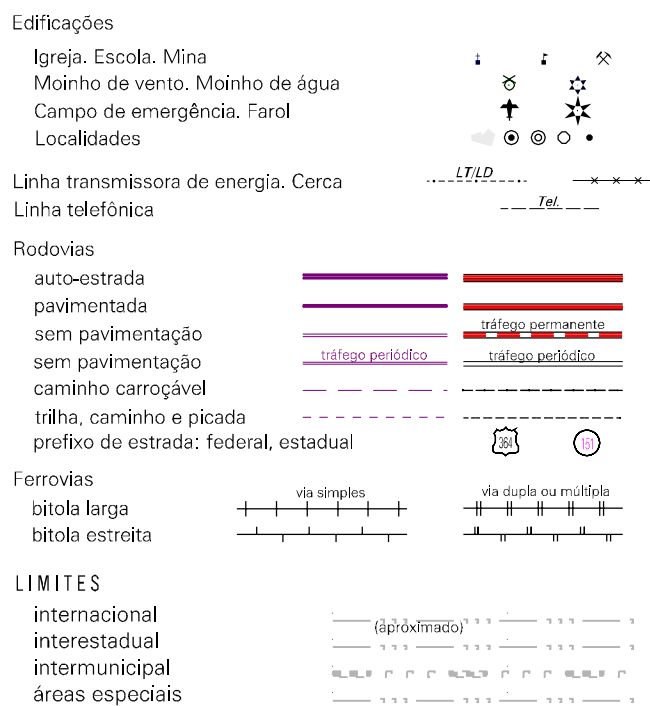 Edificações
Igreja. Escola. Mina
Moinho de vento. Moinho de água
Campo de emergência. Farol
Localidades
Linha transmissora de energia. Cerca LT/LD
Linha telefônica Tel.
Rodovias
auto-estrada
pavimentada
sem pavimentação tráfego permanente
sem pavimentação tráfego periódico tráfego periódico
caminho carroçável
trilha, caminho e picada
prefixo de estrada: federal, estadual 364 151
Ferrovias
via simples via dupla ou múltipla
bitola larga
bitola estreita
LIMITES
internacional
(aproximado)
interestadual
intermunicipal
áreas especiais